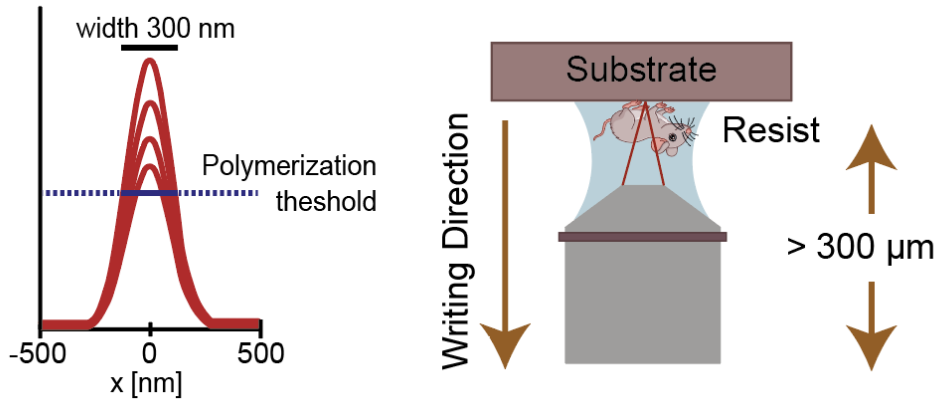 width 300 nm
Polymerization
theshold
-500
0
500
x [nm]
Substrate
Resist
Writing Direction
> 300 µm